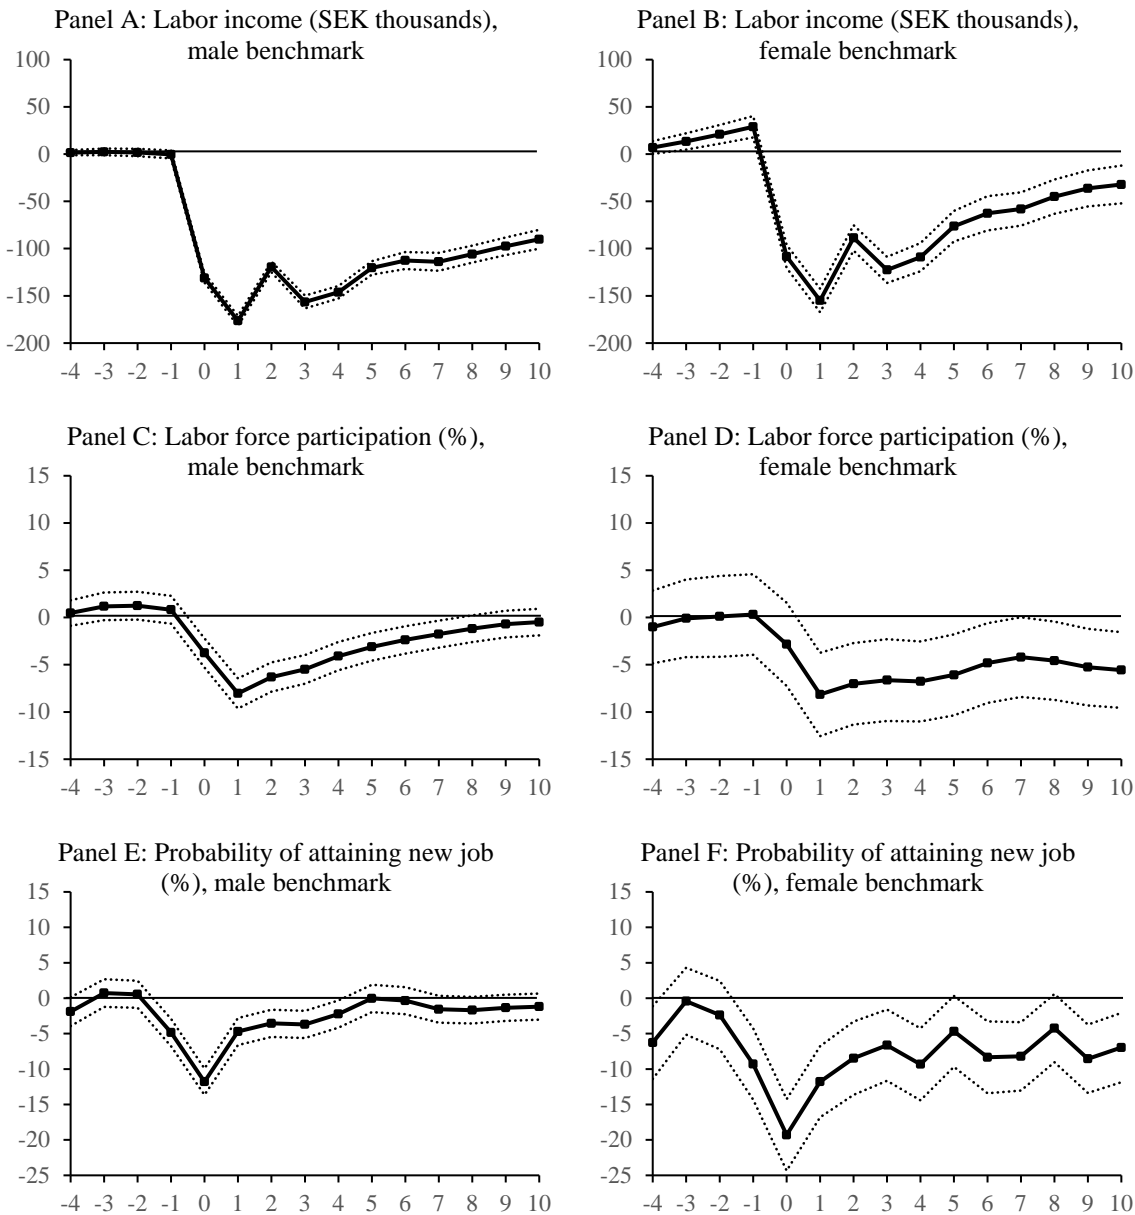 Panel A: Labor income (SEK thousands),
male benchmark
100
50
0
-50
-100
-150
-200
-4 -3 -2 -1 0 1 2 3 4 5 6 7 8 9 10
Panel B: Labor income (SEK thousands),
female benchmark
100
50
0
-50
-100
-150
-200
-4 -3 -2 -1 0 1 2 3 4 5 6 7 8 9 10
Panel C: Labor force participation (%),
male benchmark
15
10
5
0
-5
-10
-15
-4 -3 -2 -1 0 1 2 3 4 5 6 7 8 9 10
Panel D: Labor force participation (%),
female benchmark
15
10
5
0
-5
-10
-15
-4 -3 -2 -1 0 1 2 3 4 5 6 7 8 9 10
Panel E: Probability of attaining new job
(%), male benchmark
15
10
5
0
-5
-10
-15
-20
-25
-4 -3 -2 -1 0 1 2 3 4 5 6 7 8 9 10
Panel F: Probability of attaining new job
(%), female benchmark
15
10
5
0
-5
-10
-15
-20
-25
-4 -3 -2 -1 0 1 2 3 4 5 6 7 8 9 10